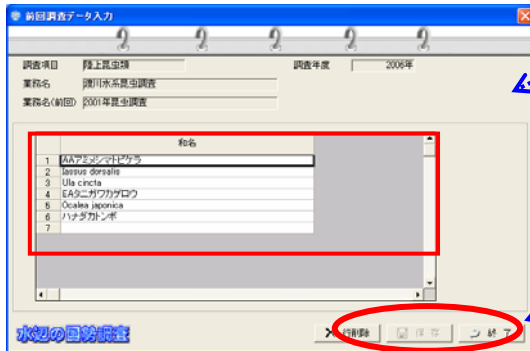 前回調査データ入力
調査項目 陸上昆虫類 調査年度 2006年
業務名 渡川水系昆虫調査
業務名(前回) 2001年昆虫調査
和名
1 AAアミメシマトビケラ
2 Iassus dorsalis
3 Ula cincta
4 EAタニガワカゲロウ
5 Ocalea japonica
6 ハナダカトンボ
7
水辺の国勢調査
行削除 保存 終了